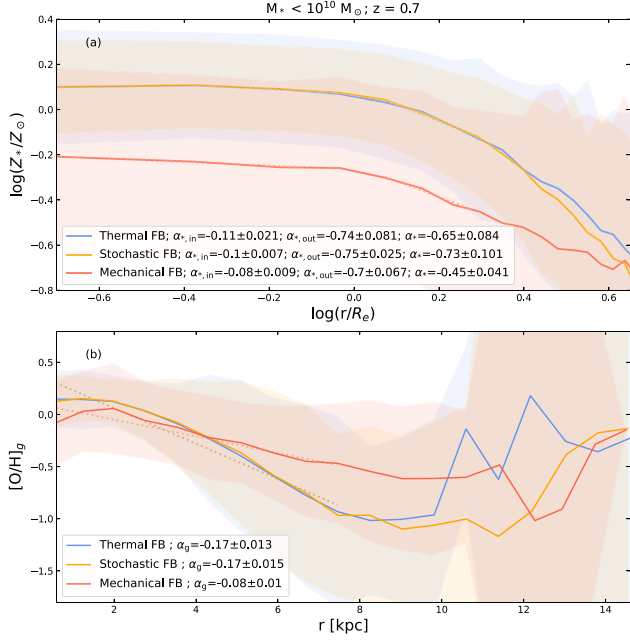 M* < 10^10 M⊙; z = 0.7
0.4
(a)
0.2
0.0
−0.2
−0.4
−0.6
−0.8
log(Z*/Z⊙)
Thermal FB; α*,in=-0.11±0.021; α*,out=-0.74±0.081; α*=-0.65±0.084
Stochastic FB; α*,in=-0.1±0.007; α*,out=-0.75±0.025; α*=-0.73±0.101
Mechanical FB; α*,in=-0.08±0.009; α*,out=-0.7±0.067; α*=-0.45±0.041
−0.6 −0.4 −0.2 0.0 0.2 0.4 0.6
log(r/Re)
(b)
0.5
0.0
−0.5
−1.0
−1.5
[O/H]g
Thermal FB ; αg=-0.17±0.013
Stochastic FB ; αg=-0.17±0.015
Mechanical FB ; αg=-0.08±0.01
2 4 6 8 10 12 14
r [kpc]